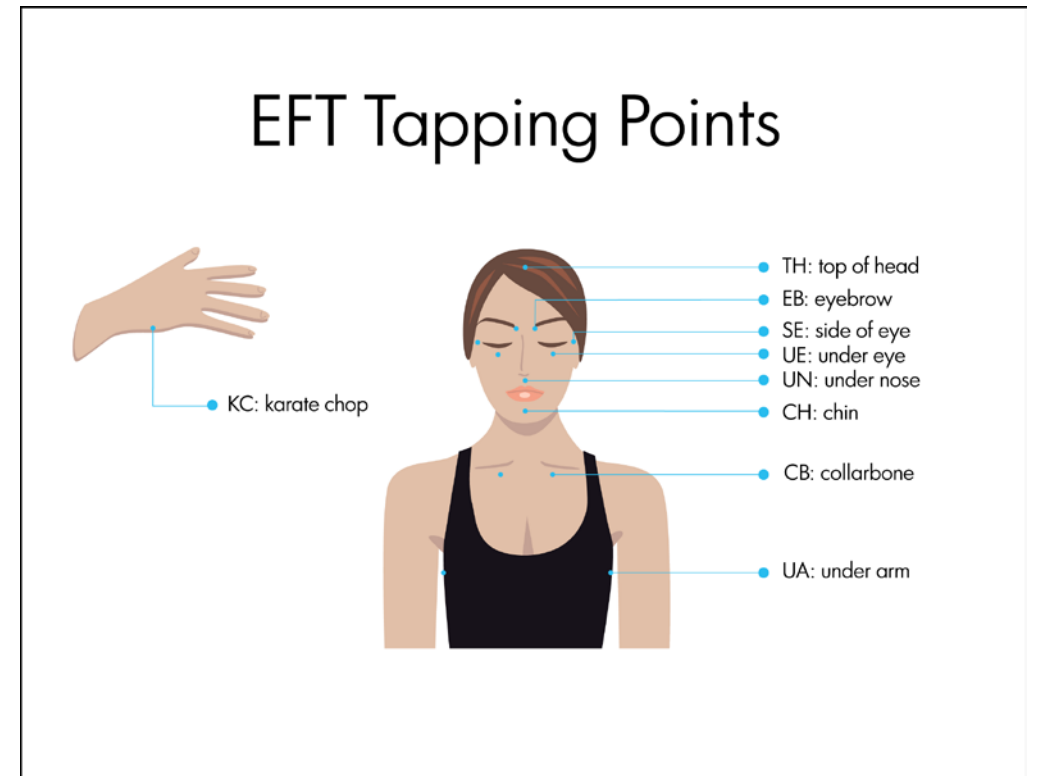 EFT Tapping Points
TH: top of head
EB: eyebrow
SE: side of eye
UE: under eye
UN: under nose
CH: chin
KC: karate chop
CB: collarbone
UA: under arm